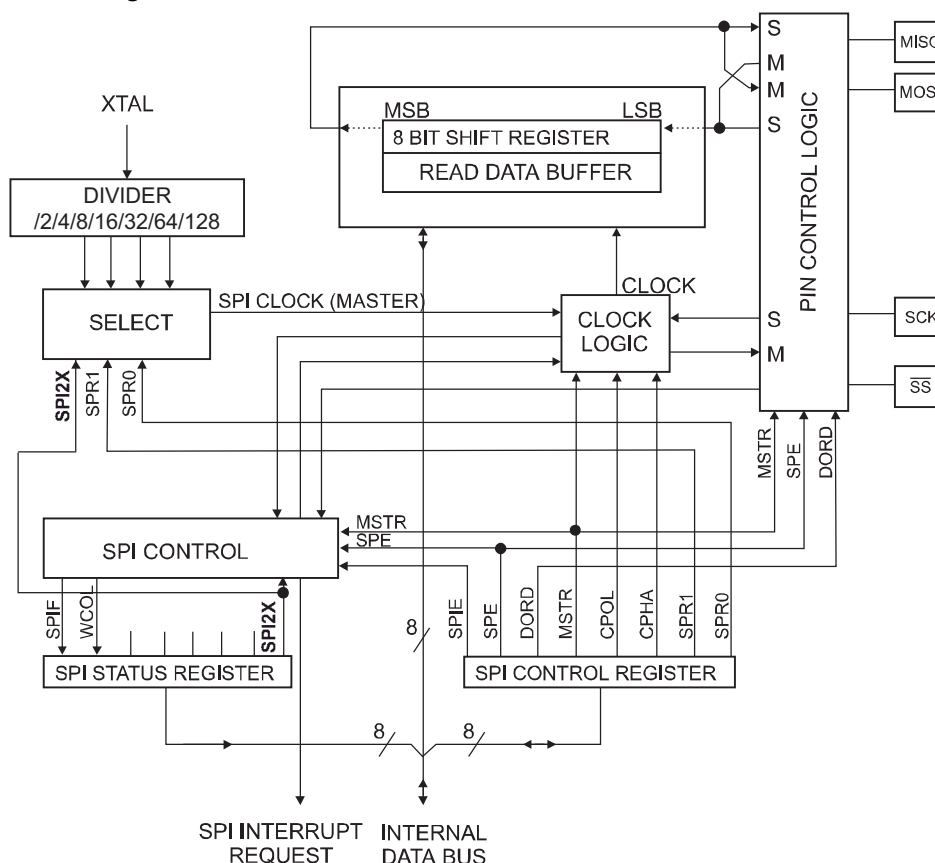 MISO
MOSI
SCK
SS
XTAL
DIVIDER
/2/4/8/16/32/64/128
SELECT
SPI CLOCK (MASTER)
SPI2X
SPR1
SPR0
MSB
LSB
8 BIT SHIFT REGISTER
READ DATA BUFFER
CLOCK
CLOCK
LOGIC
S
M
M
S
S
M
PIN CONTROL LOGIC
MSTR
SPE
DORD
SPI CONTROL
MSTR
SPE
SPIF
WCOL
SPI2X
SPI STATUS REGISTER
SPIE
SPE
DORD
MSTR
CPOL
CPHA
SPR1
SPR0
SPI CONTROL REGISTER
8
8
8
SPI INTERRUPT
REQUEST
INTERNAL
DATA BUS